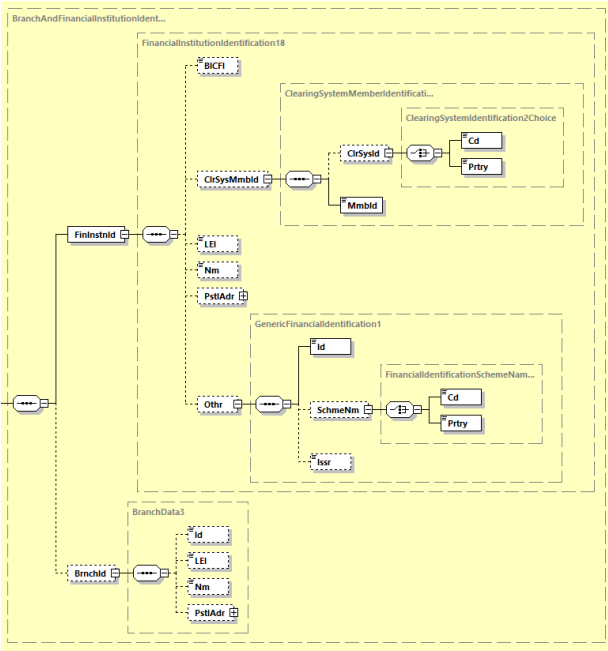 BranchAndFinancialInstitutionIdent...
FinancialInstitutionIdentification18
BICFI
ClearingSystemMemberIdentificati...
ClearingSystemIdentification2Choice
Cd
ClrSysId
Prtry
ClrSysMmbId
MmbId
FinInstnId
LEI
Nm
PstlAdr
GenericFinancialIdentification1
Id
FinancialIdentificationSchemeNam...
Cd
Othr
SchmeNm
Prtry
Issr
BranchData3
Id
LEI
BrnchId
Nm
PstlAdr